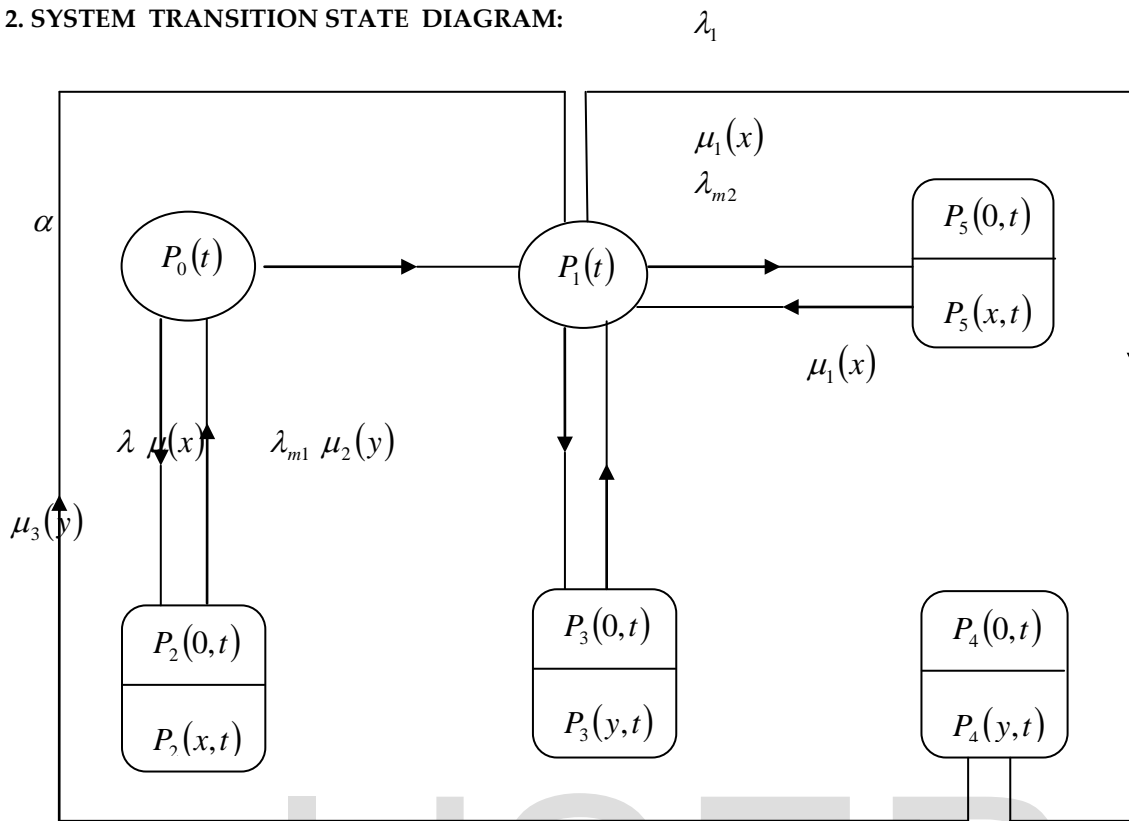 2. SYSTEM TRANSITION STATE DIAGRAM:
λ₁
μ₁(x)
λₘ₂
α
P₀(t)
P₁(t)
P₅(0,t)
P₅(x,t)
μ₁(x)
λ μ(x)
λₘ₁ μ₂(y)
μ₃(y)
P₂(0,t)
P₂(x,t)
P₃(0,t)
P₃(y,t)
P₄(0,t)
P₄(y,t)